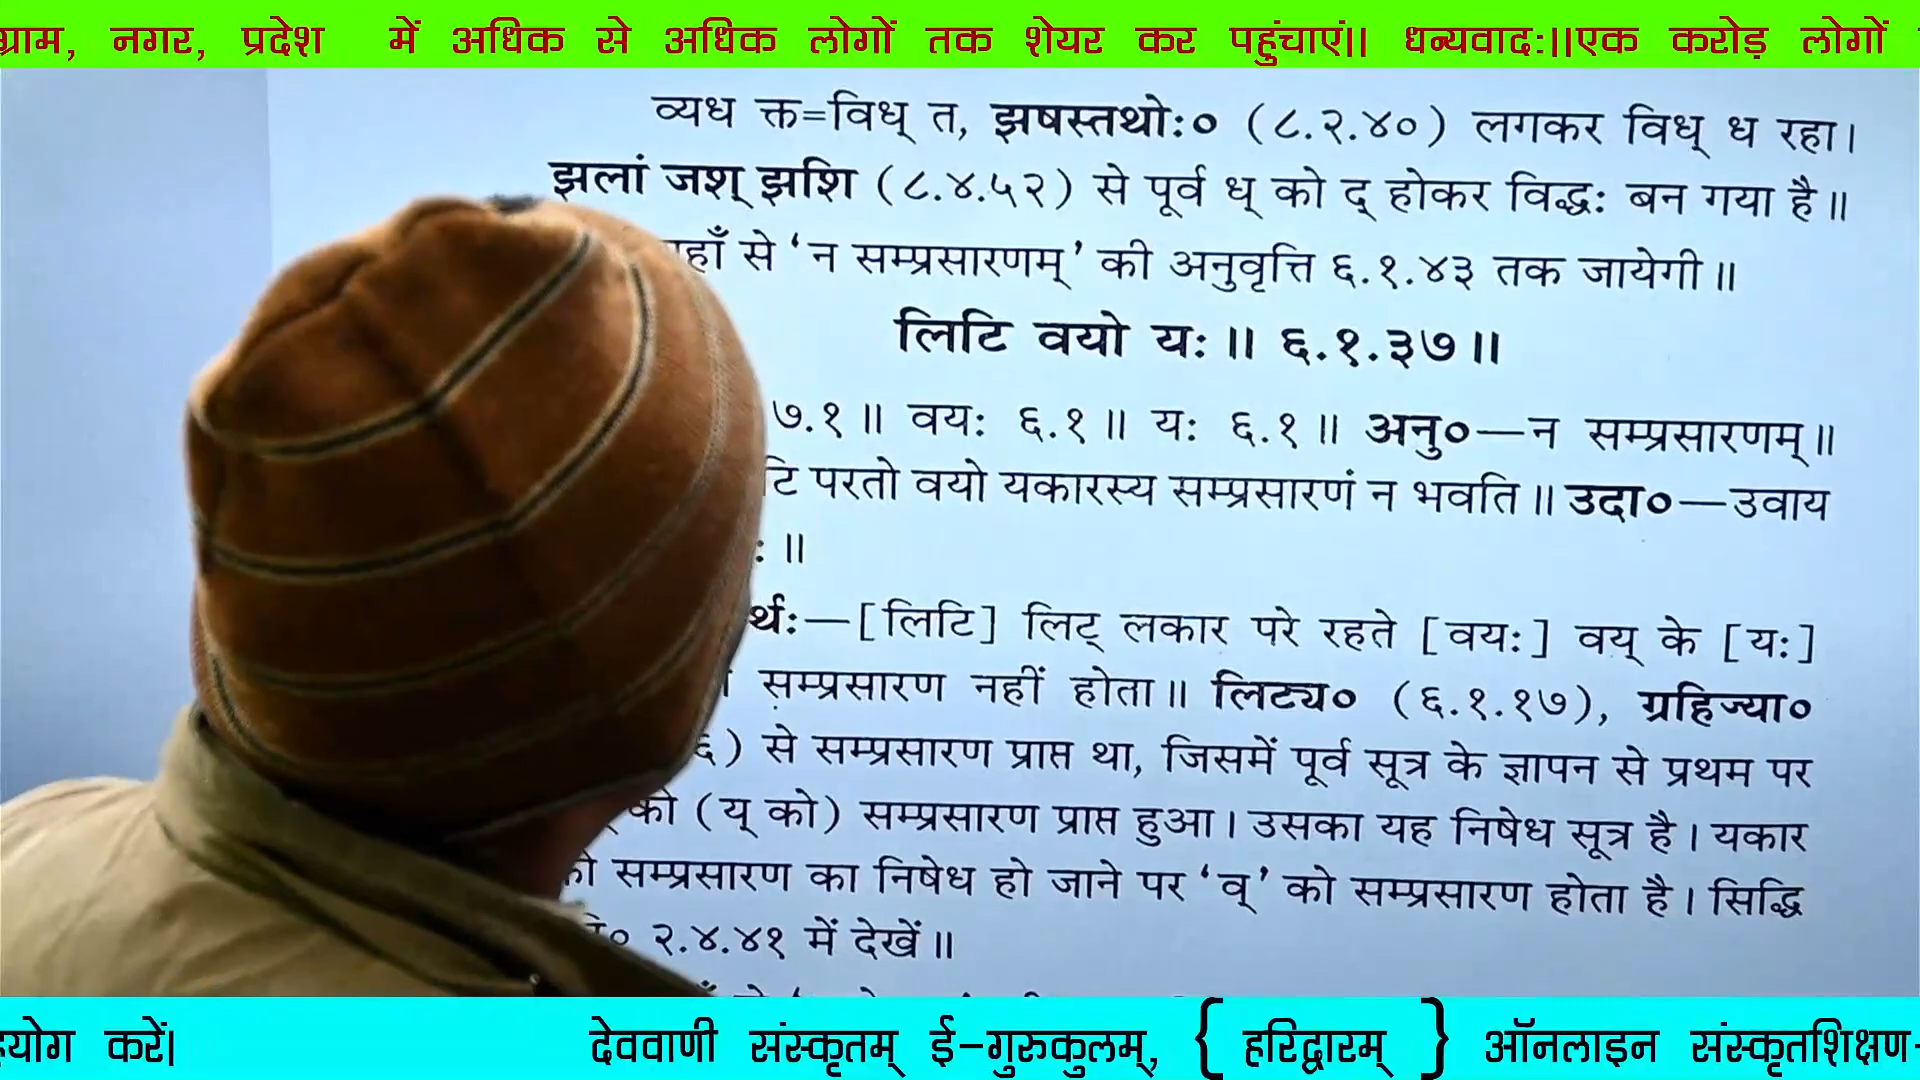 ग्राम, नगर, प्रदेश में अधिक से अधिक लोगों तक शेयर कर पहुंचाएं॥ धन्यवादः॥एक करोड़ लोगों
व्यध क्त=विध् त, झषस्तथोः० (८.२.४०) लगकर विध् ध रहा।
झलां जश् झशि (८.४.५२) से पूर्व ध् को द् होकर विद्धः बन गया है॥
से 'न सम्प्रसारणम्' की अनुवृत्ति ६.१.४३ तक जायेगी॥
लिटि वयो यः॥ ६.१.३७॥
७.१॥ वयः ६.१॥ यः ६.१॥ अनु०—न सम्प्रसारणम्॥
परतो वयो यकारस्य सम्प्रसारणं न भवति॥ उदा०—उवाय
॥
[लिटि] लिट् लकार परे रहते [वयः] वय् के [यः]
सम्प्रसारण नहीं होता॥ लिट्य० (६.१.१७), ग्रहिज्या०
से सम्प्रसारण प्राप्त था, जिसमें पूर्व सूत्र के ज्ञापन से प्रथम पर
को (य् को) सम्प्रसारण प्राप्त हुआ। उसका यह निषेध सूत्र है। यकार
सम्प्रसारण का निषेध हो जाने पर 'व्' को सम्प्रसारण होता है। सिद्धि
२.४.४१ में देखें॥
करें। देववाणी संस्कृतम् ई-गुरुकुलम्, { हरिद्वारम् } ऑनलाइन संस्कृतशिक्षण-